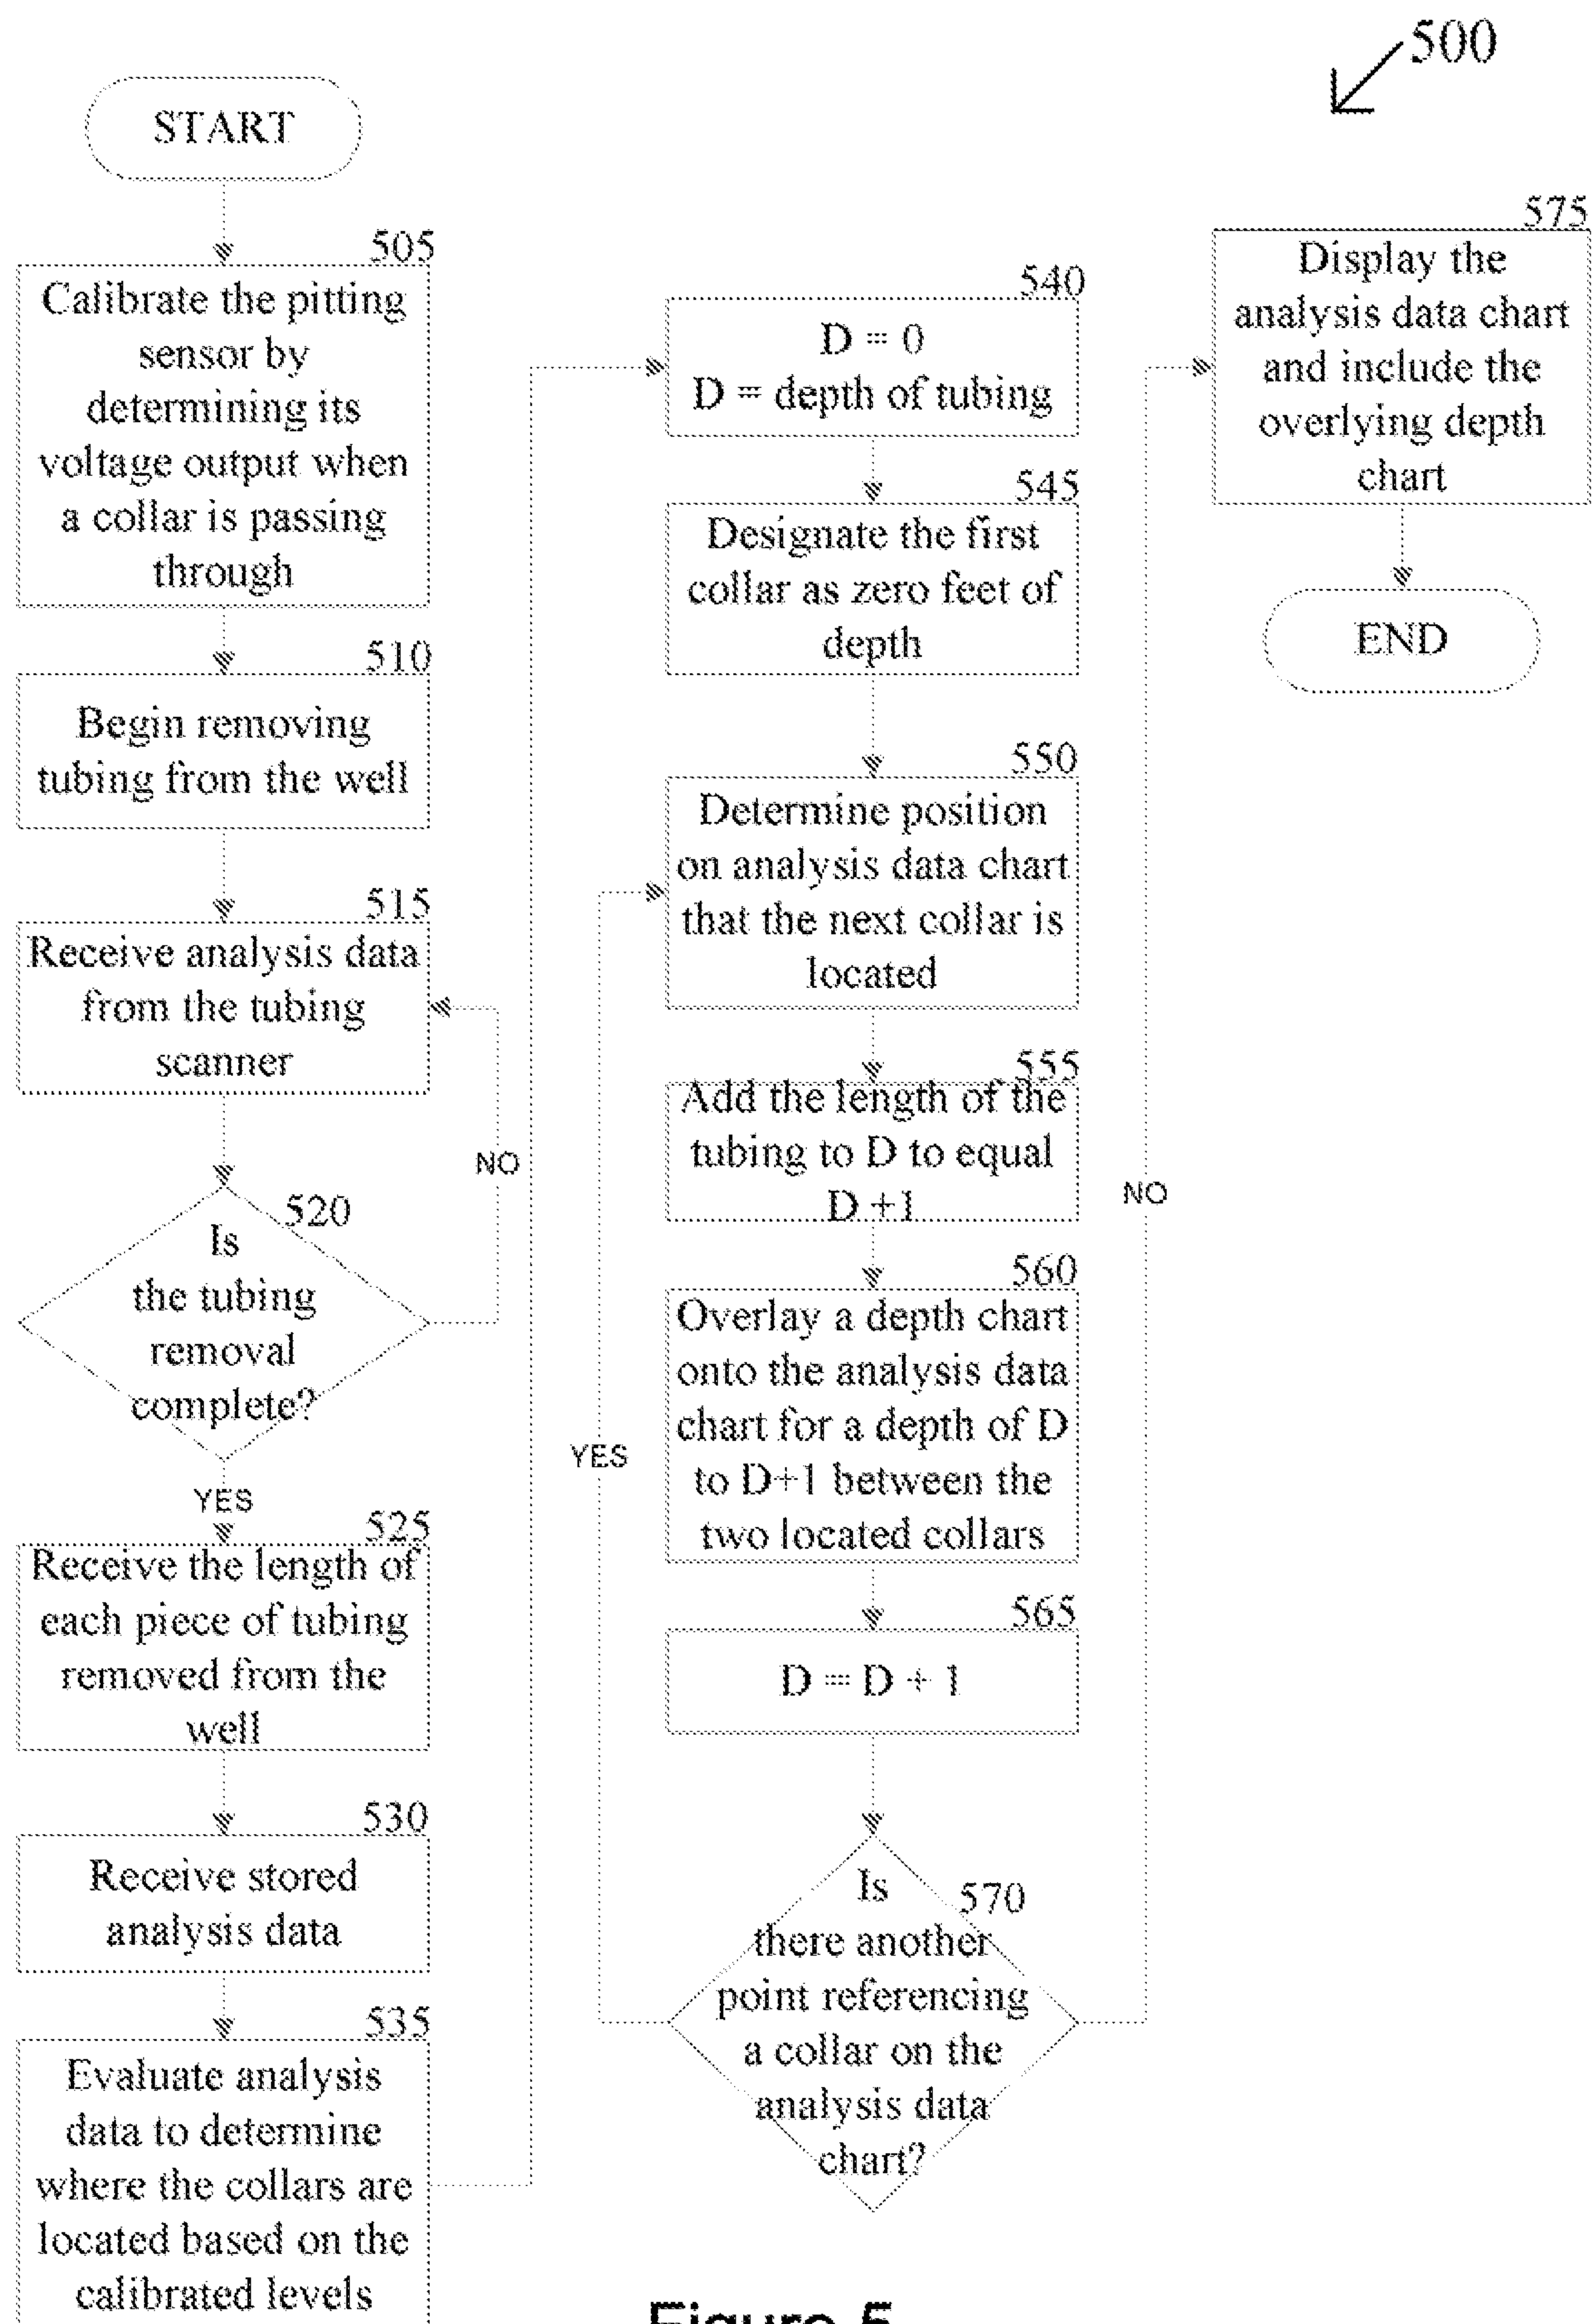 500
START
505
Calibrate the pitting
sensor by
determining its
voltage output when
a collar is passing
through
510
Begin removing
tubing from the well
515
Receive analysis data
from the tubing
scanner
NO
520
Is
the tubing
removal
complete?
YES
525
Receive the length of
each piece of tubing
removed from the
well
530
Receive stored
analysis data
535
Evaluate analysis
data to determine
where the collars are
located based on the
calibrated levels
540
D = 0
D = depth of tubing
545
Designate the first
collar as zero feet of
depth
550
Determine position
on analysis data chart
that the next collar is
located
555
Add the length of the
tubing to D to equal
D +1
560
Overlay a depth chart
onto the analysis data
chart for a depth of D
to D+1 between the
two located collars
565
D = D + 1
YES
570
Is
there another
point referencing
a collar on the
analysis data
chart?
NO
575
Display the
analysis data chart
and include the
overlying depth
chart
END
Figure 5